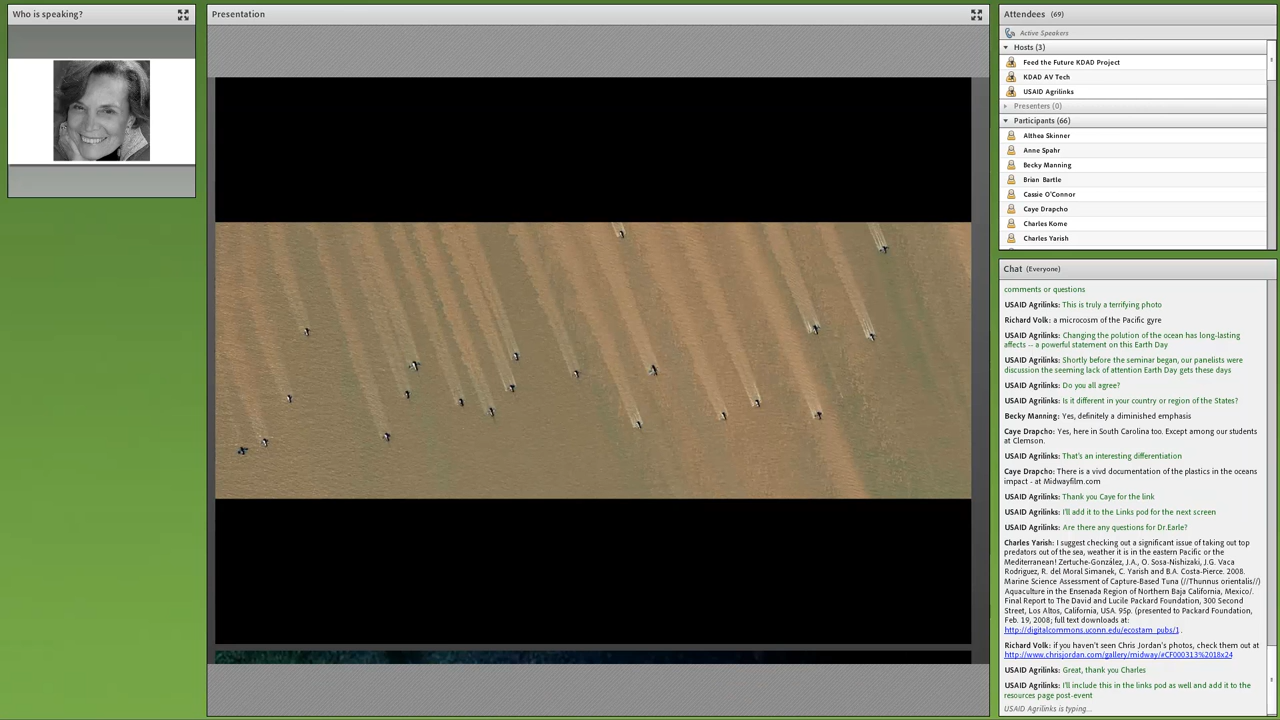 Who is speaking?
Presentation
Attendees (69)
Active Speakers
Hosts (3)
Feed the Future KDAD Project
KDAD AV Tech
USAID Agrilinks
Presenters (0)
Participants (66)
Althea Skinner
Anne Spahr
Becky Manning
Brian Bartle
Cassie O'Connor
Caye Drapcho
Charles Kome
Charles Yarish
Chat (Everyone)
comments or questions
USAID Agrilinks: This is truly a terrifying photo
Richard Volk: a microcosm of the Pacific gyre
USAID Agrilinks: Changing the polution of the ocean has long-lasting
affects -- a powerful statement on this Earth Day
USAID Agrilinks: Shortly before the seminar began, our panelists were
discussion the seeming lack of attention Earth Day gets these days
USAID Agrilinks: Do you all agree?
USAID Agrilinks: Is it different in your country or region of the States?
Becky Manning: Yes, definitely a diminished emphasis
Caye Drapcho: Yes, here in South Carolina too. Except among our students
at Clemson.
USAID Agrilinks: That's an interesting differentiation
Caye Drapcho: There is a vivd documentation of the plastics in the oceans
impact - at Midwayfilm.com
USAID Agrilinks: Thank you Caye for the link
USAID Agrilinks: I'll add it to the Links pod for the next screen
USAID Agrilinks: Are there any questions for Dr.Earle?
Charles Yarish: I suggest checking out a significant issue of taking out top
predators out of the sea, weather it is in the eastern Pacific or the
Mediterranean! Zertuche-González, J.A., O. Sosa-Nishizaki, J.G. Vaca
Rodriguez, R. del Moral Simanek, C. Yarish and B.A. Costa-Pierce. 2008.
Marine Science Assessment of Capture-Based Tuna (//Thunnus orientalis//)
Aquaculture in the Ensenada Region of Northern Baja California, Mexico/.
Final Report to The David and Lucile Packard Foundation, 300 Second
Street, Los Altos, California, USA. 95p. (presented to Packard Foundation,
Feb. 19, 2008; full text downloads at:
http://digitalcommons.uconn.edu/ecostam_pubs/1 .
Richard Volk: if you haven't seen Chris Jordan's photos, check them out at
http://www.chrisjordan.com/gallery/midway/#CF000313%2018x24
USAID Agrilinks: Great, thank you Charles
USAID Agrilinks: I'll include this in the links pod as well and add it to the
resources page post-event
USAID Agrilinks is typing...